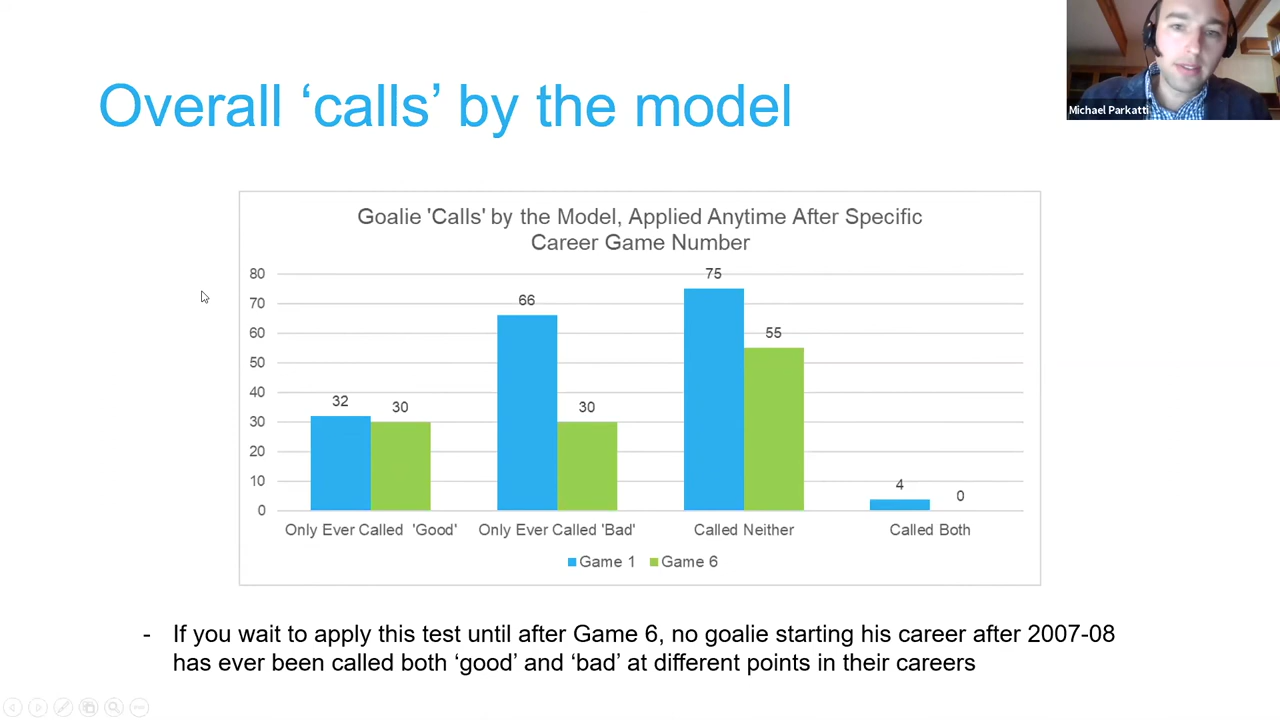 Overall ‘calls’ by the model
Michael Parkatti
Goalie 'Calls' by the Model, Applied Anytime After Specific
Career Game Number
80
70
60
50
40
30
20
10
0
32
30
66
30
75
55
4
0
Only Ever Called 'Good'
Only Ever Called 'Bad'
Called Neither
Called Both
Game 1
Game 6
- If you wait to apply this test until after Game 6, no goalie starting his career after 2007-08
has ever been called both ‘good’ and ‘bad’ at different points in their careers